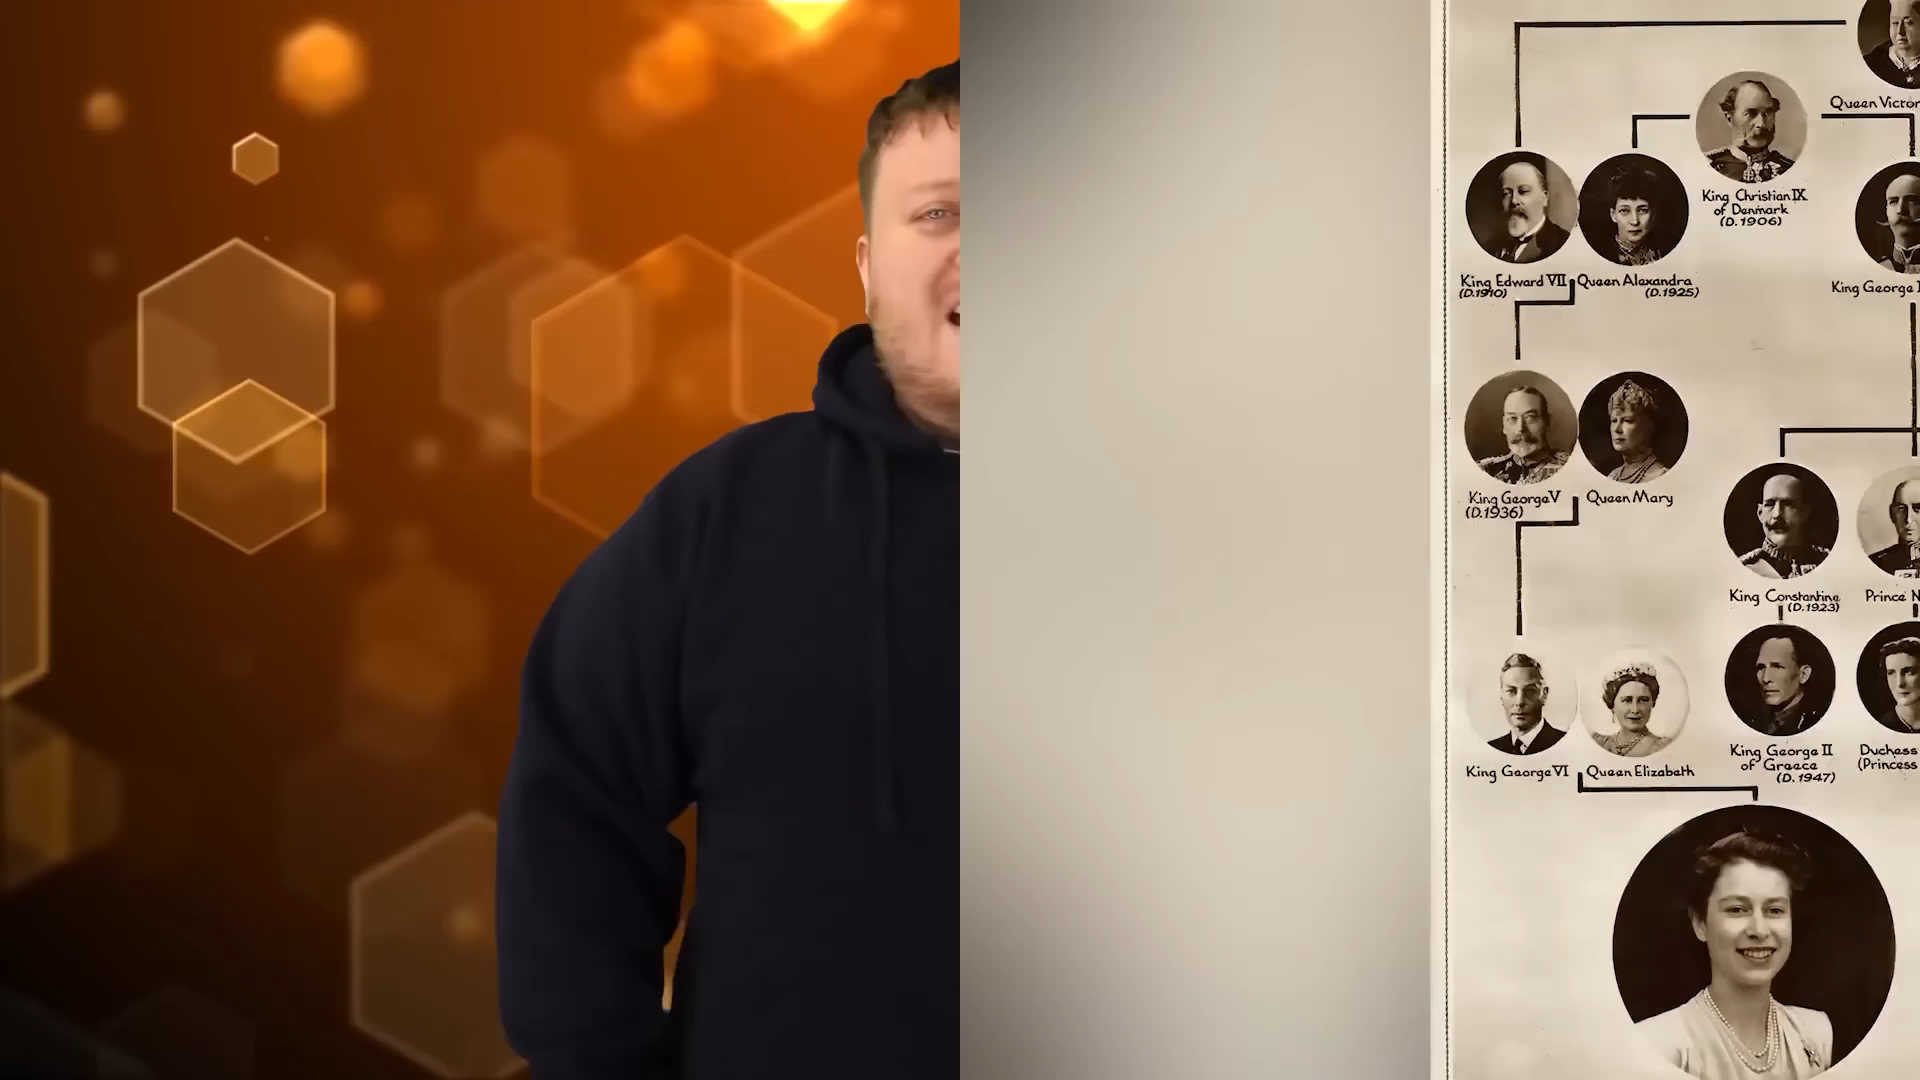 Queen Victor
King Christian IX
of Denmark
(D.1906)
King Edward VII
(D.1910)
Queen Alexandra
(D.1925)
King George I
King George V
(D.1936)
Queen Mary
King Constantine
(D.1923)
Prince N
King George VI
Queen Elizabeth
King George II
of Greece
(D.1947)
Duchess
(Princess